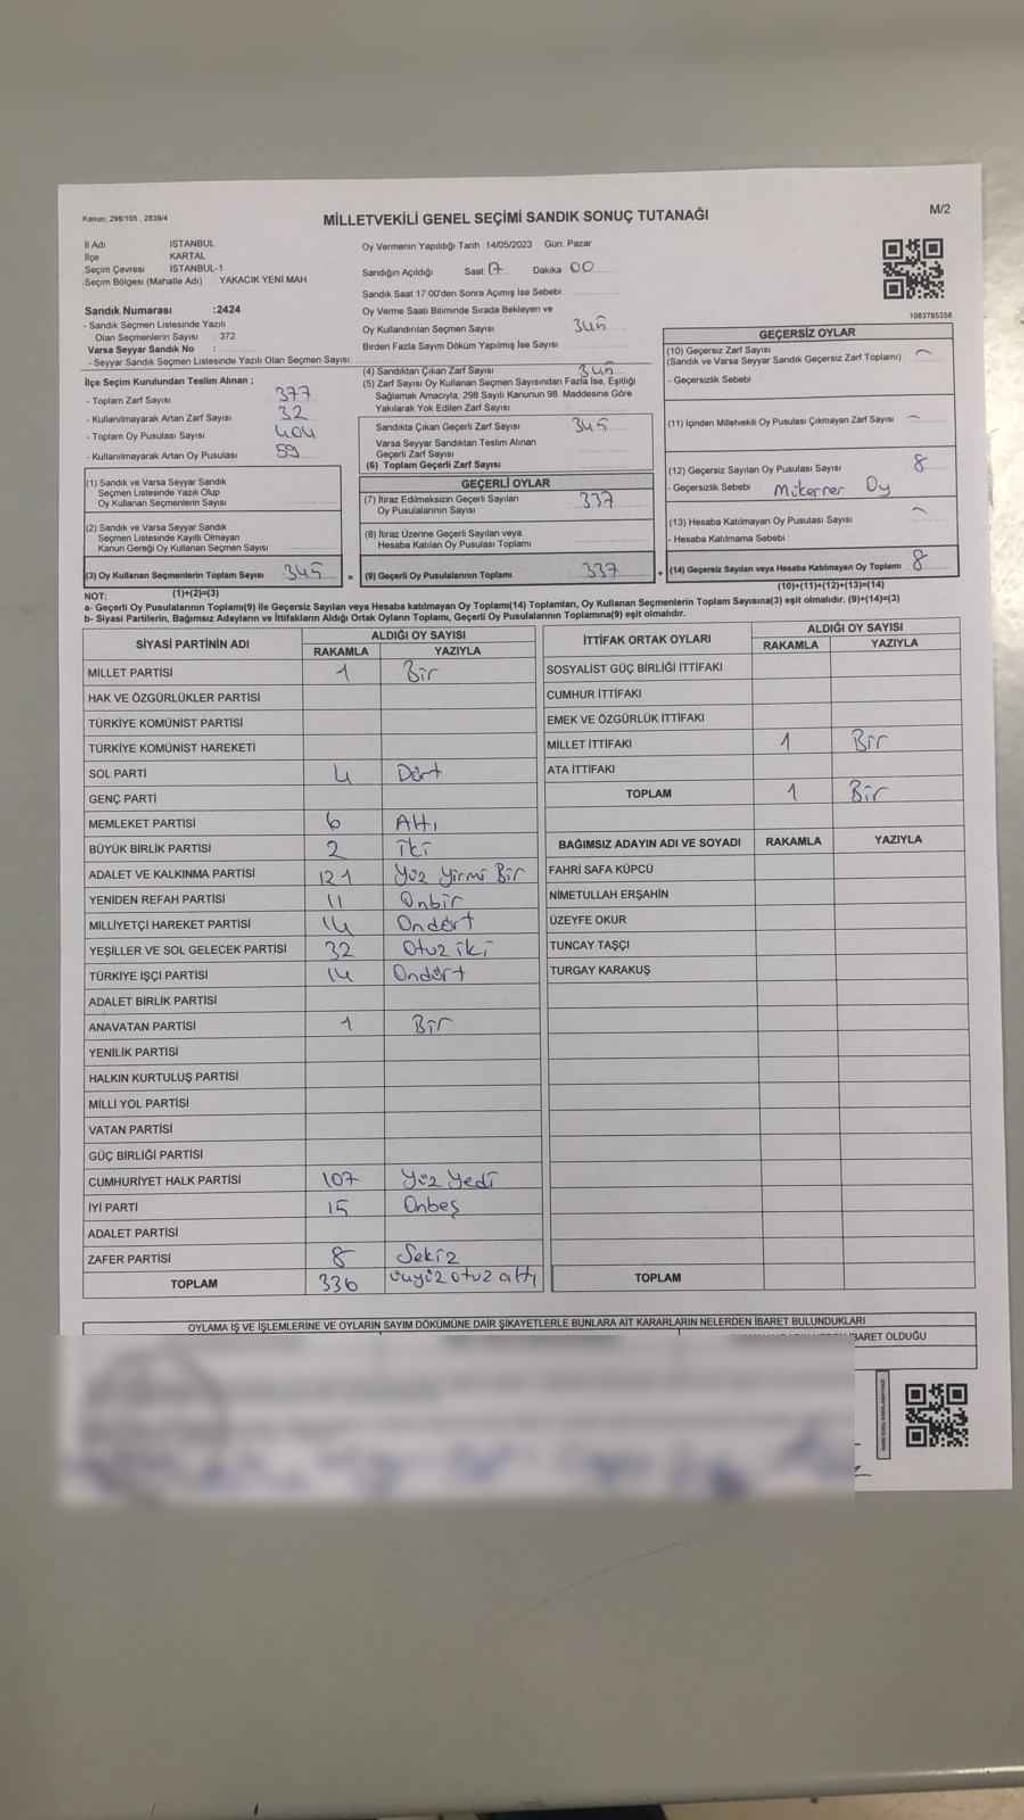 Kanun: 298/105 , 2839/4
MİLLETVEKİLİ GENEL SEÇİMİ SANDIK SONUÇ TUTANAĞI
M/2
İl Adı İSTANBUL
İlçe KARTAL
Seçim Çevresi İSTANBUL-1
Seçim Bölgesi (Mahalle Adı) YAKACIK YENİ MAH
Oy Vermenin Yapıldığı Tarih :14/05/2023 Gün: Pazar
Sandığın Açıldığı Saat 17 Dakika 00
Sandık Saat 17:00'den Sonra Açımış İse Sebebi
Sandık Numarası :2424
- Sandık Seçmen Listesinde Yazılı
Olan Seçmenlerin Sayısı : 372
Varsa Seyyar Sandık No :
- Seyyar Sandık Seçmen Listesinde Yazılı Olan Seçmen Sayısı
Oy Verme Saati Bitiminde Sırada Bekleyen ve
Oy Kullandırılan Seçmen Sayısı 345
Birden Fazla Sayım Döküm Yapılmış İse Sayısı
1083785358
İlçe Seçim Kurulundan Teslim Alınan ;
- Toplam Zarf Sayısı 377
- Kullanılmayarak Artan Zarf Sayısı 32
- Toplam Oy Pusulası Sayısı 404
- Kullanılmayarak Artan Oy Pusulası 59
(4) Sandıktan Çıkan Zarf Sayısı 345
(5) Zarf Sayısı Oy Kullanan Seçmen Sayısından Fazla İse, Eşitliği
Sağlamak Amacıyla, 298 Sayılı Kanunun 98. Maddesine Göre
Yakılarak Yok Edilen Zarf Sayısı
Sandıkta Çıkan Geçerli Zarf Sayısı 345
Varsa Seyyar Sandıktan Teslim Alınan
Geçerli Zarf Sayısı
(6) Toplam Geçerli Zarf Sayısı
GEÇERSİZ OYLAR
(10) Geçersiz Zarf Sayısı
(Sandık ve Varsa Seyyar Sandık Geçersiz Zarf Toplamı)
- Geçersizlik Sebebi
(11) İçinden Milletvekili Oy Pusulası Çıkmayan Zarf Sayısı
(12) Geçersiz Sayılan Oy Pusulası Sayısı 8
- Geçersizlik Sebebi Mükerrer Oy
(13) Hesaba Katılmayan Oy Pusulası Sayısı
- Hesaba Katılmama Sebebi
(14) Geçersiz Sayılan veya Hesaba Katılmayan Oy Toplamı 8
(10)+(11)+(12)+(13)=(14)
(1) Sandık ve Varsa Seyyar Sandık
Seçmen Listesinde Yazılı Olup
Oy Kullanan Seçmenlerin Sayısı
(2) Sandık ve Varsa Seyyar Sandık
Seçmen Listesinde Kayıtlı Olmayan
Kanun Gereği Oy Kullanan Seçmen Sayısı
(3) Oy Kullanan Seçmenlerin Toplam Sayısı 345 =
(1)+(2)=(3)
GEÇERLİ OYLAR
(7) İtiraz Edilmeksizin Geçerli Sayılan
Oy Pusulalarının Sayısı 337
(8) İtiraz Üzerine Geçerli Sayılan veya
Hesaba Katılan Oy Pusulası Toplamı
(9) Geçerli Oy Pusulalarının Toplamı 337 +
NOT:
a- Geçerli Oy Pusulalarının Toplamı(9) ile Geçersiz Sayılan veya Hesaba katılmayan Oy Toplamı(14) Toplamları, Oy Kullanan Seçmenlerin Toplam Sayısına(3) eşit olmalıdır. (9)+(14)=(3)
b- Siyasi Partilerin, Bağımsız Adayların ve İttifakların Aldığı Ortak Oyların Toplamı, Geçerli Oy Pusulalarının Toplamına(9) eşit olmalıdır.
SİYASİ PARTİNİN ADI ALDIĞI OY SAYISI
RAKAMLA YAZIYLA
MİLLET PARTİSİ 1 Bir
HAK VE ÖZGÜRLÜKLER PARTİSİ
TÜRKİYE KOMÜNİST PARTİSİ
TÜRKİYE KOMÜNİST HAREKETİ
SOL PARTİ 4 Dört
GENÇ PARTİ
MEMLEKET PARTİSİ 6 Altı
BÜYÜK BİRLİK PARTİSİ 2 iki
ADALET VE KALKINMA PARTİSİ 121 Yüz Yirmi Bir
YENİDEN REFAH PARTİSİ 11 Onbir
MİLLİYETÇİ HAREKET PARTİSİ 14 Ondört
YEŞİLLER VE SOL GELECEK PARTİSİ 32 Otuz iki
TÜRKİYE İŞÇİ PARTİSİ 14 Ondört
ADALET BİRLİK PARTİSİ
ANAVATAN PARTİSİ 1 Bir
YENİLİK PARTİSİ
HALKIN KURTULUŞ PARTİSİ
MİLLİ YOL PARTİSİ
VATAN PARTİSİ
GÜÇ BİRLİĞİ PARTİSİ
CUMHURİYET HALK PARTİSİ 107 Yüz Yedi
İYİ PARTİ 15 Onbeş
ADALET PARTİSİ
ZAFER PARTİSİ 8 Sekiz
TOPLAM 336 üçyüz otuz altı
İTTİFAK ORTAK OYLARI ALDIĞI OY SAYISI
RAKAMLA YAZIYLA
SOSYALİST GÜÇ BİRLİĞİ İTTİFAKI
CUMHUR İTTİFAKI
EMEK VE ÖZGÜRLÜK İTTİFAKI
MİLLET İTTİFAKI 1 Bir
ATA İTTİFAKI
TOPLAM 1 Bir
BAĞIMSIZ ADAYIN ADI VE SOYADI RAKAMLA YAZIYLA
FAHRİ SAFA KÜPCÜ
NİMETULLAH ERŞAHİN
ÜZEYFE OKUR
TUNCAY TAŞÇI
TURGAY KARAKUŞ
TOPLAM
OYLAMA İŞ VE İŞLEMLERİNE VE OYLARIN SAYIM DÖKÜMÜNE DAİR ŞİKAYETLERLE BUNLARA AİT KARARLARIN NELERDEN İBARET BULUNDUKLARI
İBARET OLDUĞU